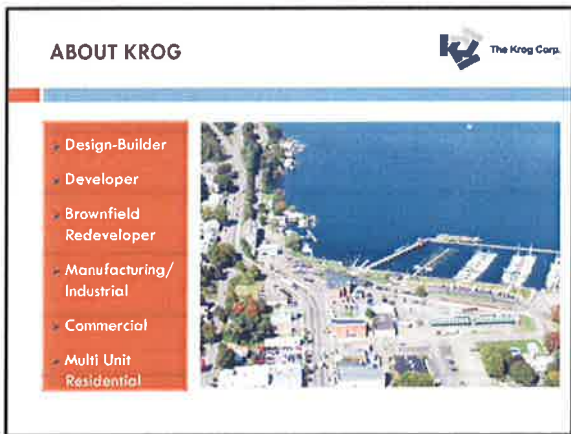 ABOUT KROG
The Krog Corp.
Design-Builder
Developer
Brownfield
Redeveloper
Manufacturing/
Industrial
Commercial
Multi Unit
Residential